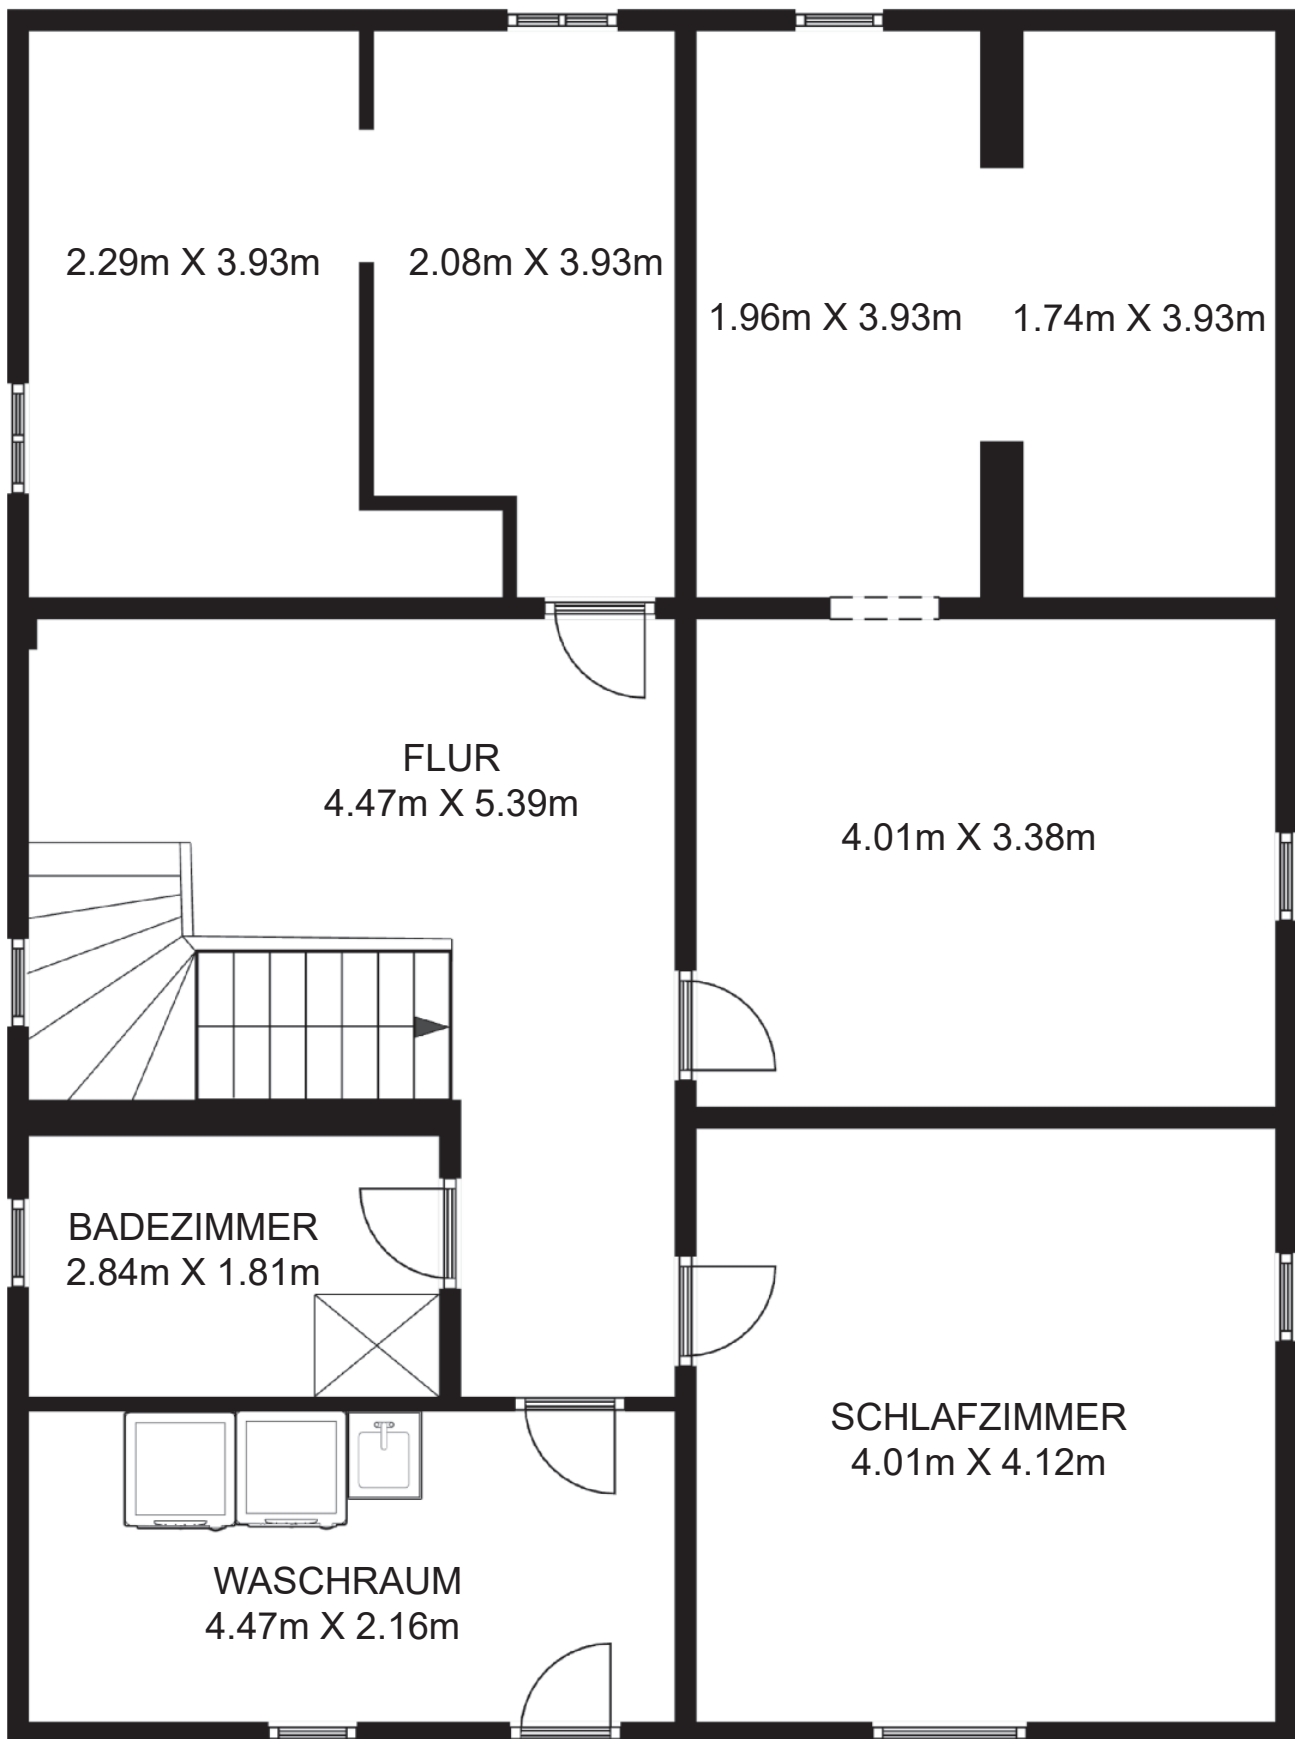 2.29m X 3.93m
2.08m X 3.93m
1.96m X 3.93m
1.74m X 3.93m
FLUR
4.47m X 5.39m
4.01m X 3.38m
BADEZIMMER
2.84m X 1.81m
SCHLAFZIMMER
4.01m X 4.12m
WASCHRAUM
4.47m X 2.16m